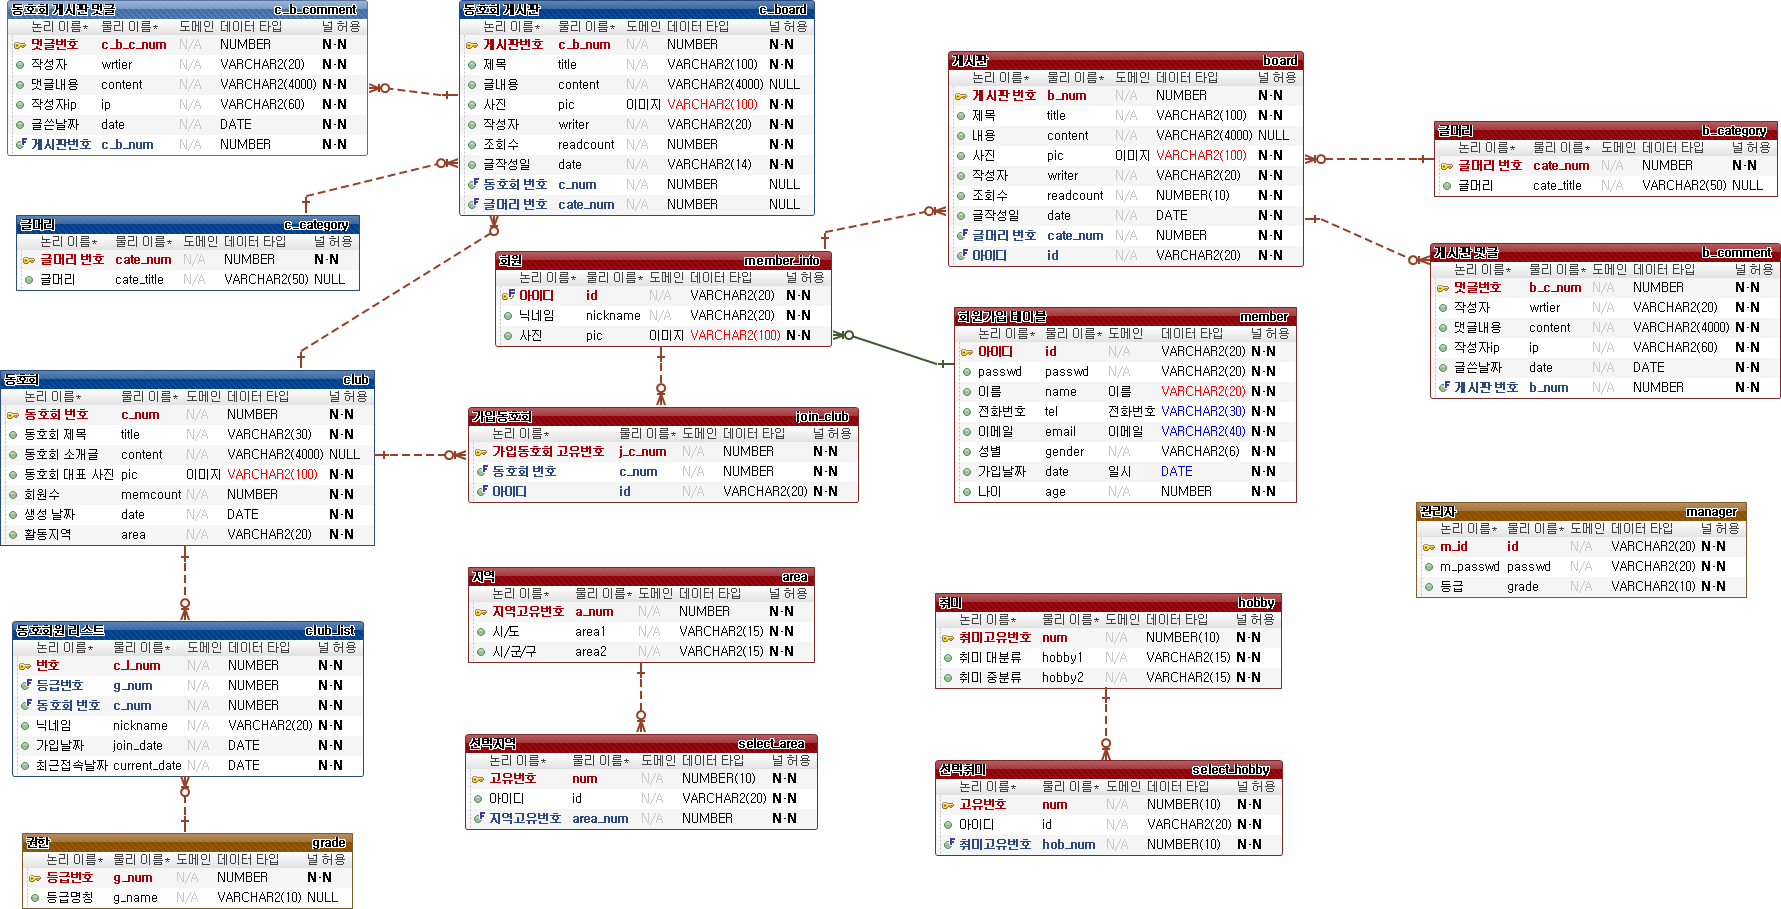 동호회 게시판 댓글 c_b_comment
논리 이름* 물리 이름* 도메인 데이터 타입 널 허용
댓글번호 c_b_c_num N/A NUMBER N-N
작성자 wrtier N/A VARCHAR2(20) N-N
댓글내용 content N/A VARCHAR2(4000) N-N
작성자ip ip N/A VARCHAR2(60) N-N
글쓴날짜 date N/A DATE N-N
게시판번호 c_b_num N/A NUMBER N-N
동호회 게시판 c_board
논리 이름* 물리 이름* 도메인 데이터 타입 널 허용
게시판번호 c_b_num N/A NUMBER N-N
제목 title N/A VARCHAR2(100) N-N
글내용 content N/A VARCHAR2(4000) NULL
사진 pic 이미지 VARCHAR2(100) N-N
작성자 writer N/A VARCHAR2(20) N-N
조회수 readcount N/A NUMBER N-N
글작성일 date N/A VARCHAR2(14) N-N
동호회 번호 c_num N/A NUMBER NULL
글머리 번호 cate_num N/A NUMBER NULL
게시판 board
논리 이름* 물리 이름* 도메인 데이터 타입 널 허용
게시판 번호 b_num N/A NUMBER N-N
제목 title N/A VARCHAR2(100) N-N
내용 content N/A VARCHAR2(4000) NULL
사진 pic 이미지 VARCHAR2(100) N-N
작성자 writer N/A VARCHAR2(20) N-N
조회수 readcount N/A NUMBER(10) N-N
글작성일 date N/A DATE N-N
글머리 번호 cate_num N/A NUMBER N-N
아이디 id N/A VARCHAR2(20) N-N
글머리 b_category
논리 이름* 물리 이름* 도메인 데이터 타입 널 허용
글머리 번호 cate_num N/A NUMBER N-N
글머리 cate_title N/A VARCHAR2(50) NULL
글머리 c_category
논리 이름* 물리 이름* 도메인 데이터 타입 널 허용
글머리 번호 cate_num N/A NUMBER N-N
글머리 cate_title N/A VARCHAR2(50) NULL
회원 member_info
논리 이름* 물리 이름* 도메인 데이터 타입 널 허용
아이디 id N/A VARCHAR2(20) N-N
닉네임 nickname N/A VARCHAR2(20) N-N
사진 pic 이미지 VARCHAR2(100) N-N
게시판 댓글 b_comment
논리 이름* 물리 이름* 도메인 데이터 타입 널 허용
댓글번호 b_c_num N/A NUMBER N-N
작성자 wrtier N/A VARCHAR2(20) N-N
댓글내용 content N/A VARCHAR2(4000) N-N
작성자ip ip N/A VARCHAR2(60) N-N
글쓴날짜 date N/A DATE N-N
게시판 번호 b_num N/A NUMBER N-N
회원가입 테이블 member
논리 이름* 물리 이름* 도메인 데이터 타입 널 허용
아이디 id N/A VARCHAR2(20) N-N
passwd passwd N/A VARCHAR2(20) N-N
이름 name 이름 VARCHAR2(20) N-N
전화번호 tel 전화번호 VARCHAR2(30) N-N
이메일 email 이메일 VARCHAR2(40) N-N
성별 gender N/A VARCHAR2(6) N-N
가입날짜 date 일시 DATE N-N
나이 age N/A NUMBER N-N
동호회 club
논리 이름* 물리 이름* 도메인 데이터 타입 널 허용
동호회 번호 c_num N/A NUMBER N-N
동호회 제목 title N/A VARCHAR2(30) N-N
동호회 소개글 content N/A VARCHAR2(4000) NULL
동호회 대표 사진 pic 이미지 VARCHAR2(100) N-N
회원수 memcount N/A NUMBER N-N
생성 날짜 date N/A DATE N-N
활동지역 area N/A VARCHAR2(20) N-N
가입동호회 join_club
논리 이름* 물리 이름* 도메인 데이터 타입 널 허용
가입동호회 고유번호 j_c_num N/A NUMBER N-N
동호회 번호 c_num N/A NUMBER N-N
아이디 id N/A VARCHAR2(20) N-N
관리자 manager
논리 이름* 물리 이름* 도메인 데이터 타입 널 허용
m_id id N/A VARCHAR2(20) N-N
m_passwd passwd N/A VARCHAR2(20) N-N
등급 grade N/A VARCHAR2(10) N-N
지역 area
논리 이름* 물리 이름* 도메인 데이터 타입 널 허용
지역고유번호 a_num N/A NUMBER N-N
시/도 area1 N/A VARCHAR2(15) N-N
시/군/구 area2 N/A VARCHAR2(15) N-N
취미 hobby
논리 이름* 물리 이름* 도메인 데이터 타입 널 허용
취미고유번호 num N/A NUMBER(10) N-N
취미 대분류 hobby1 N/A VARCHAR2(15) N-N
취미 중분류 hobby2 N/A VARCHAR2(15) N-N
동호회원 리스트 club_list
논리 이름* 물리 이름* 도메인 데이터 타입 널 허용
번호 c_l_num N/A NUMBER N-N
등급번호 g_num N/A NUMBER N-N
동호회 번호 c_num N/A NUMBER N-N
닉네임 nickname N/A VARCHAR2(20) N-N
가입날짜 join_date N/A DATE N-N
최근접속날짜 current_date N/A DATE N-N
선택지역 select_area
논리 이름* 물리 이름* 도메인 데이터 타입 널 허용
고유번호 num N/A NUMBER(10) N-N
아이디 id N/A VARCHAR2(20) N-N
지역고유번호 area_num N/A NUMBER N-N
선택취미 select_hobby
논리 이름* 물리 이름* 도메인 데이터 타입 널 허용
고유번호 num N/A NUMBER(10) N-N
아이디 id N/A VARCHAR2(20) N-N
취미고유번호 hob_num N/A NUMBER(10) N-N
권한 grade
논리 이름* 물리 이름* 도메인 데이터 타입 널 허용
등급번호 g_num N/A NUMBER N-N
등급명칭 g_name N/A VARCHAR2(10) NULL